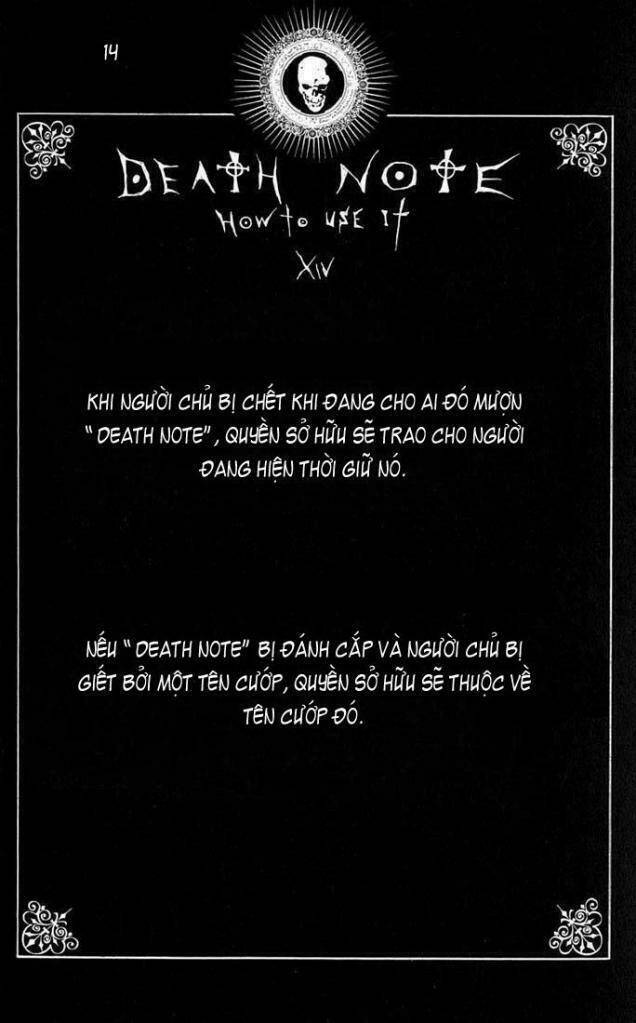 14
DEATH NOTE
HOW TO USE IT
XIV
KHI NGƯỜI CHỦ BỊ CHẾT KHI ĐANG CHO AI ĐÓ MƯỢN
“ DEATH NOTE”, QUYỀN SỞ HỮU SẼ TRAO CHO NGƯỜI
ĐANG HIỆN THỜI GIỮ NÓ.
NẾU “ DEATH NOTE” BỊ ĐÁNH CẮP VÀ NGƯỜI CHỦ BỊ
GIẾT BỞI MỘT TÊN CƯỚP, QUYỀN SỞ HỮU SẼ THUỘC VỀ
TÊN CƯỚP ĐÓ.